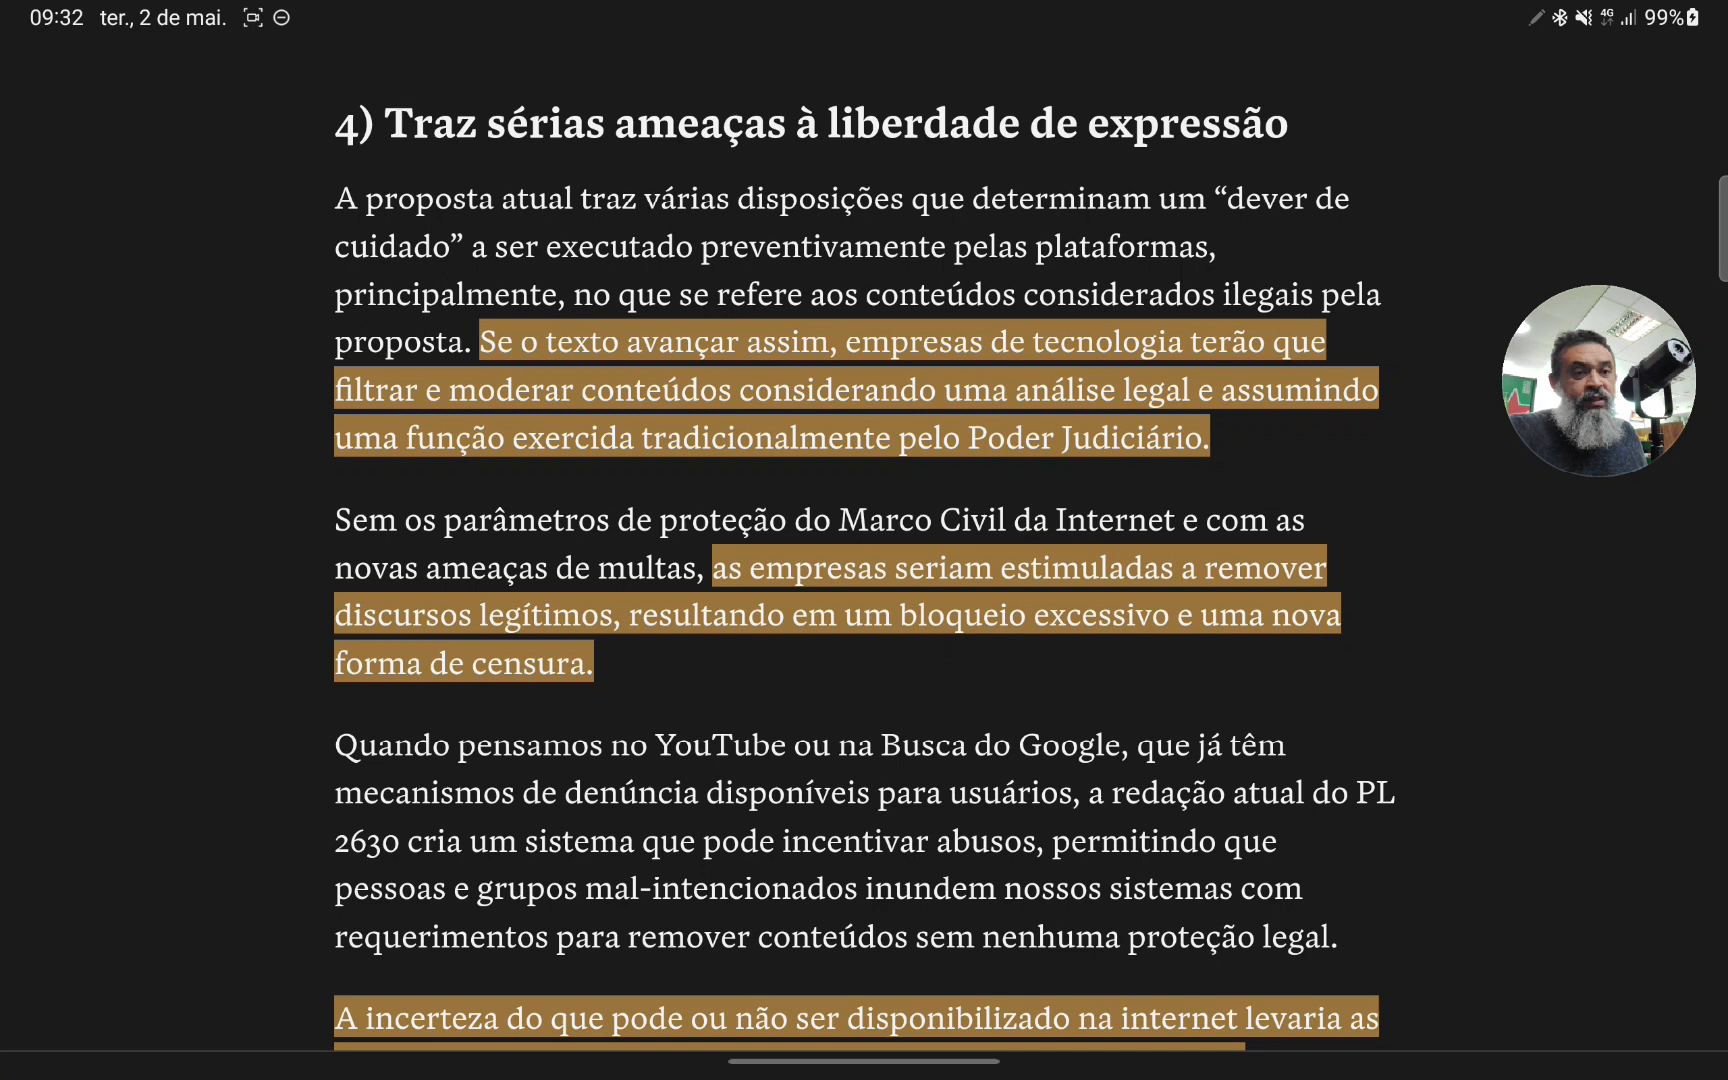 09:32 ter., 2 de mai.
4G 99%
4) Traz sérias ameaças à liberdade de expressão
A proposta atual traz várias disposições que determinam um “dever de
cuidado” a ser executado preventivamente pelas plataformas,
principalmente, no que se refere aos conteúdos considerados ilegais pela
proposta. Se o texto avançar assim, empresas de tecnologia terão que
filtrar e moderar conteúdos considerando uma análise legal e assumindo
uma função exercida tradicionalmente pelo Poder Judiciário.
Sem os parâmetros de proteção do Marco Civil da Internet e com as
novas ameaças de multas, as empresas seriam estimuladas a remover
discursos legítimos, resultando em um bloqueio excessivo e uma nova
forma de censura.
Quando pensamos no YouTube ou na Busca do Google, que já têm
mecanismos de denúncia disponíveis para usuários, a redação atual do PL
2630 cria um sistema que pode incentivar abusos, permitindo que
pessoas e grupos mal-intencionados inundem nossos sistemas com
requerimentos para remover conteúdos sem nenhuma proteção legal.
A incerteza do que pode ou não ser disponibilizado na internet levaria as